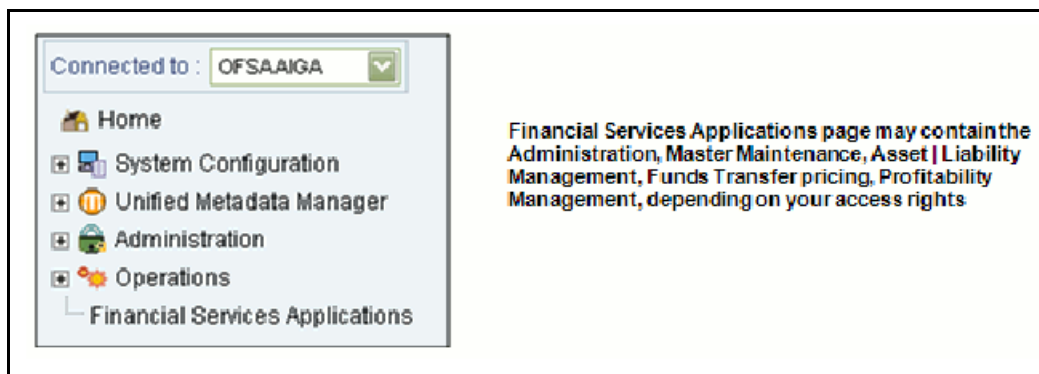 Connected to : OFSAAIGA
Home
System Configuration
Unified Metadata Manager
Administration
Operations
Financial Services Applications
Financial Services Applications page may contain the
Administration, Master Maintenance, Asset | Liability
Management, Funds Transfer pricing, Profitability
Management, depending on your access rights